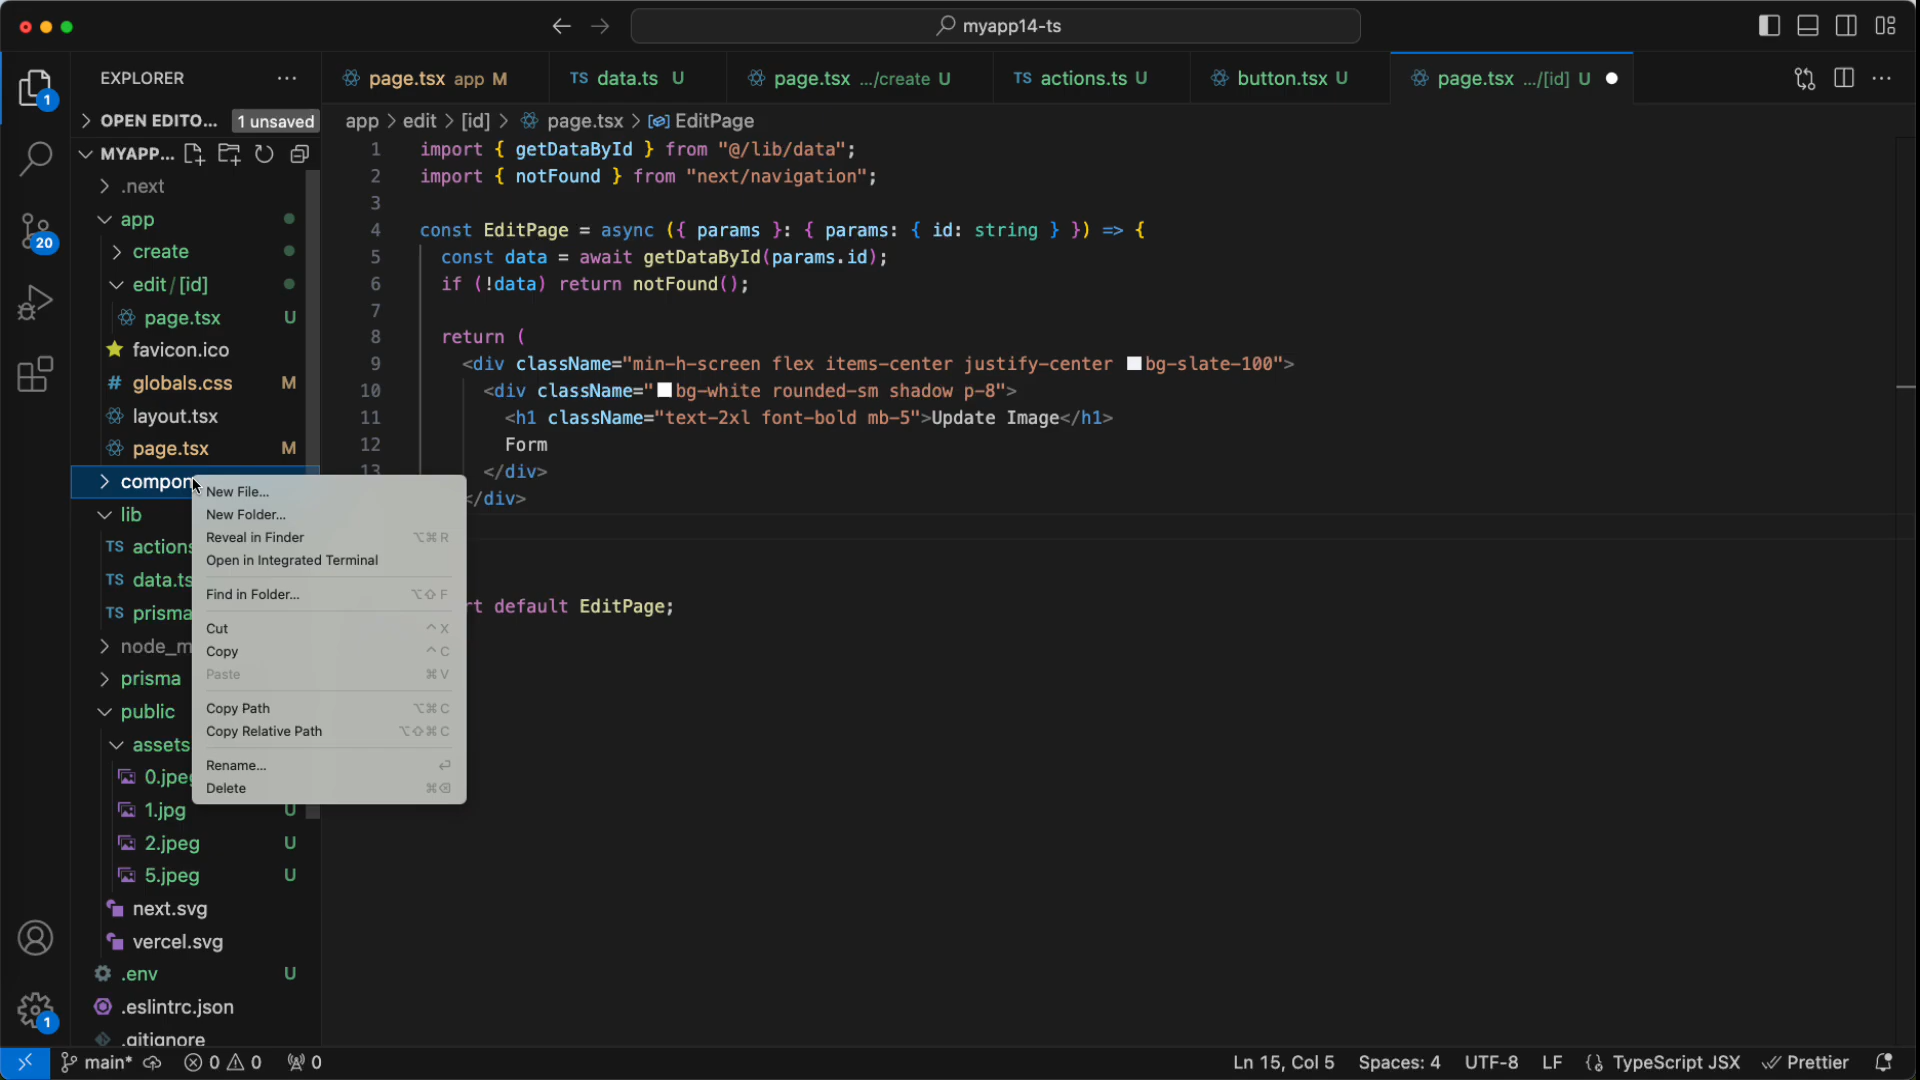 myapp14-ts
EXPLORER
page.tsx app M
TS data.ts U
page.tsx .../create U
TS actions.ts U
button.tsx U
page.tsx .../[id] U
1
OPEN EDITO... 1 unsaved
app > edit > [id] > page.tsx > EditPage
MYAPP...
.next
app
create
edit/[id]
page.tsx U
favicon.ico
# globals.css M
layout.tsx
page.tsx M
compon
lib
TS actions
TS data.ts
TS prisma
node_m
prisma
public
assets
0.jpe
1.jpg U
2.jpeg U
5.jpeg U
next.svg
vercel.svg
.env U
.eslintrc.json
.gitignore
20
1
1 import { getDataById } from "@/lib/data";
2 import { notFound } from "next/navigation";
3
4 const EditPage = async ({ params }: { params: { id: string } }) => {
5 const data = await getDataById(params.id);
6 if (!data) return notFound();
7
8 return (
9 <div className="min-h-screen flex items-center justify-center bg-slate-100">
10 <div className="bg-white rounded-sm shadow p-8">
11 <h1 className="text-2xl font-bold mb-5">Update Image</h1>
12 Form
13 </div>
</div>
rt default EditPage;
New File...
New Folder...
Reveal in Finder ⌥⌘R
Open in Integrated Terminal
Find in Folder... ⌥⇧F
Cut ^X
Copy ^C
Paste ⌘V
Copy Path ⌥⌘C
Copy Relative Path ⌥⇧⌘C
Rename... ⏎
Delete ⌘⌫
main* 0 0 0
Ln 15, Col 5 Spaces: 4 UTF-8 LF {} TypeScript JSX Prettier